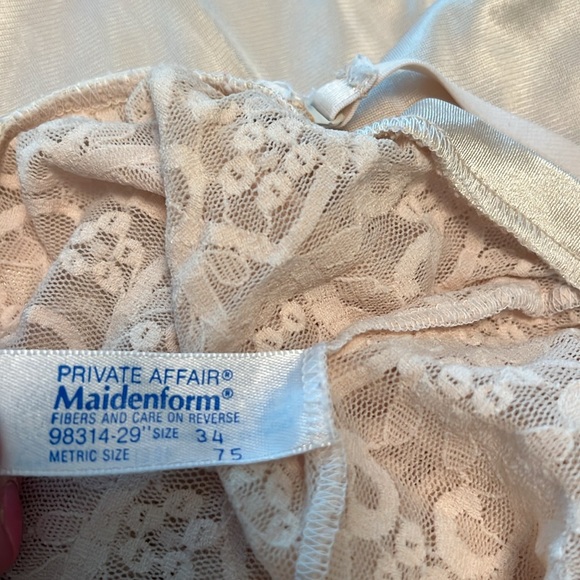 PRIVATE AFFAIR®
Maidenform®
FIBERS AND CARE ON REVERSE
98314-29" SIZE 34
METRIC SIZE 75